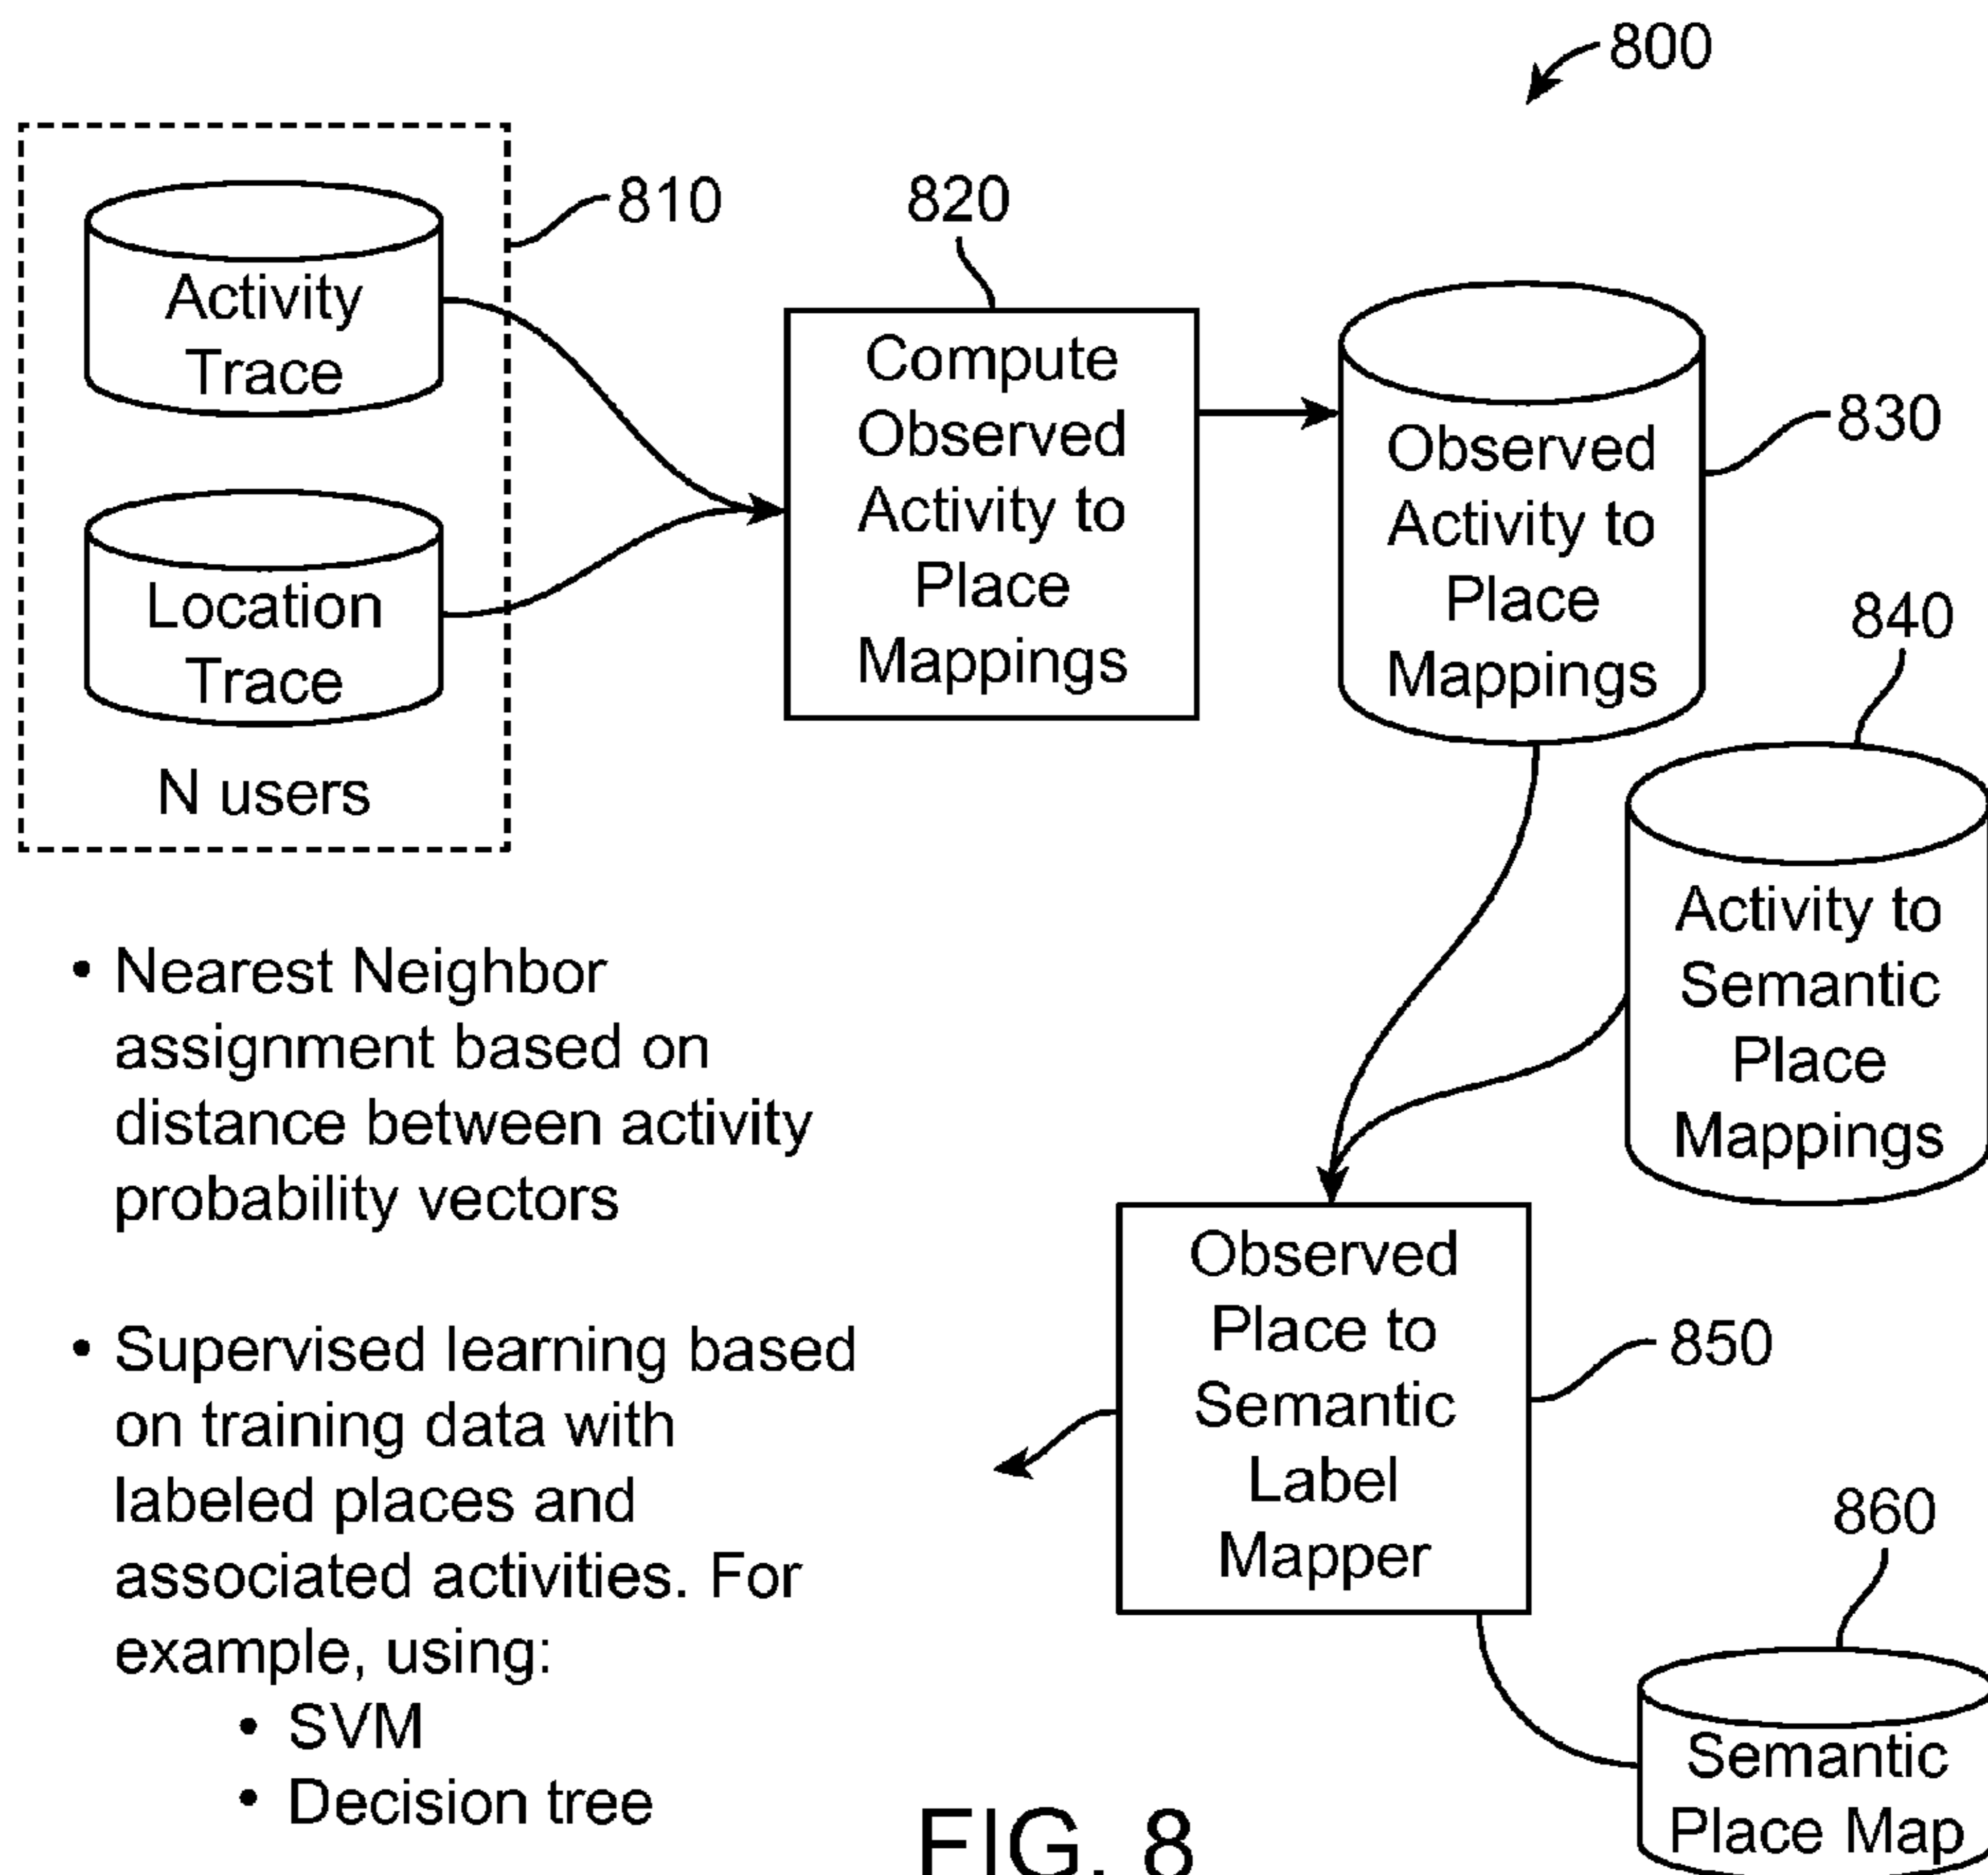 800
810
Activity
Trace
Location
Trace
N users
820
Compute
Observed
Activity to
Place
Mappings
830
Observed
Activity to
Place
Mappings
840
Activity to
Semantic
Place
Mappings
• Nearest Neighbor
assignment based on
distance between activity
probability vectors
• Supervised learning based
on training data with
labeled places and
associated activities. For
example, using:
• SVM
• Decision tree
850
Observed
Place to
Semantic
Label
Mapper
860
Semantic
Place Map
FIG. 8